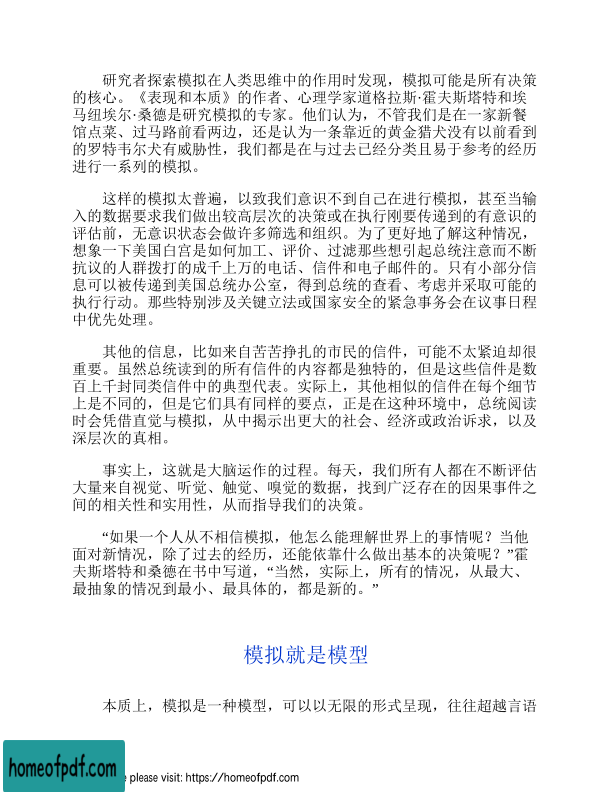 研究者探索模拟在人类思维中的作用时发现，模拟可能是所有决策
的核心。《表现和本质》的作者、心理学家道格拉斯·霍夫斯塔特和埃
马纽埃尔·桑德是研究模拟的专家。他们认为，不管我们是在一家新餐
馆点菜、过马路前看两边，还是认为一条靠近的黄金猎犬没有以前看到
的罗特韦尔犬有威胁性，我们都是在与过去已经分类且易于参考的经历
进行一系列的模拟。
这样的模拟太普遍，以致我们意识不到自己在进行模拟，甚至当输
入的数据要求我们做出较高层次的决策或在执行刚要传递到的有意识的
评估前，无意识状态会做许多筛选和组织。为了更好地了解这种情况，
想象一下美国白宫是如何加工、评价、过滤那些想引起总统注意而不断
抗议的人群拨打的成千上万的电话、信件和电子邮件的。只有小部分信
息可以被传递到美国总统办公室，得到总统的查看、考虑并采取可能的
执行行动。那些特别涉及关键立法或国家安全的紧急事务会在议事日程
中优先处理。
其他的信息，比如来自苦苦挣扎的市民的信件，可能不太紧迫却很
重要。虽然总统读到的所有信件的内容都是独特的，但是这些信件是数
百上千封同类信件中的典型代表。实际上，其他相似的信件在每个细节
上是不同的，但是它们具有同样的要点，正是在这种环境中，总统阅读
时会凭借直觉与模拟，从中揭示出更大的社会、经济或政治诉求，以及
深层次的真相。
事实上，这就是大脑运作的过程。每天，我们所有人都在不断评估
大量来自视觉、听觉、触觉、嗅觉的数据，找到广泛存在的因果事件之
间的相关性和实用性，从而指导我们的决策。
“如果一个人从不相信模拟，他怎么能理解世界上的事情呢？当他
面对新情况，除了过去的经历，还能依靠什么做出基本的决策呢？”霍
夫斯塔特和桑德在书中写道，“当然，实际上，所有的情况，从最大、
最抽象的情况到最小、最具体的，都是新的。”
模拟就是模型
本质上，模拟是一种模型，可以以无限的形式呈现，往往超越言语
homeofpdf.com
e please visit: https://homeofpdf.com